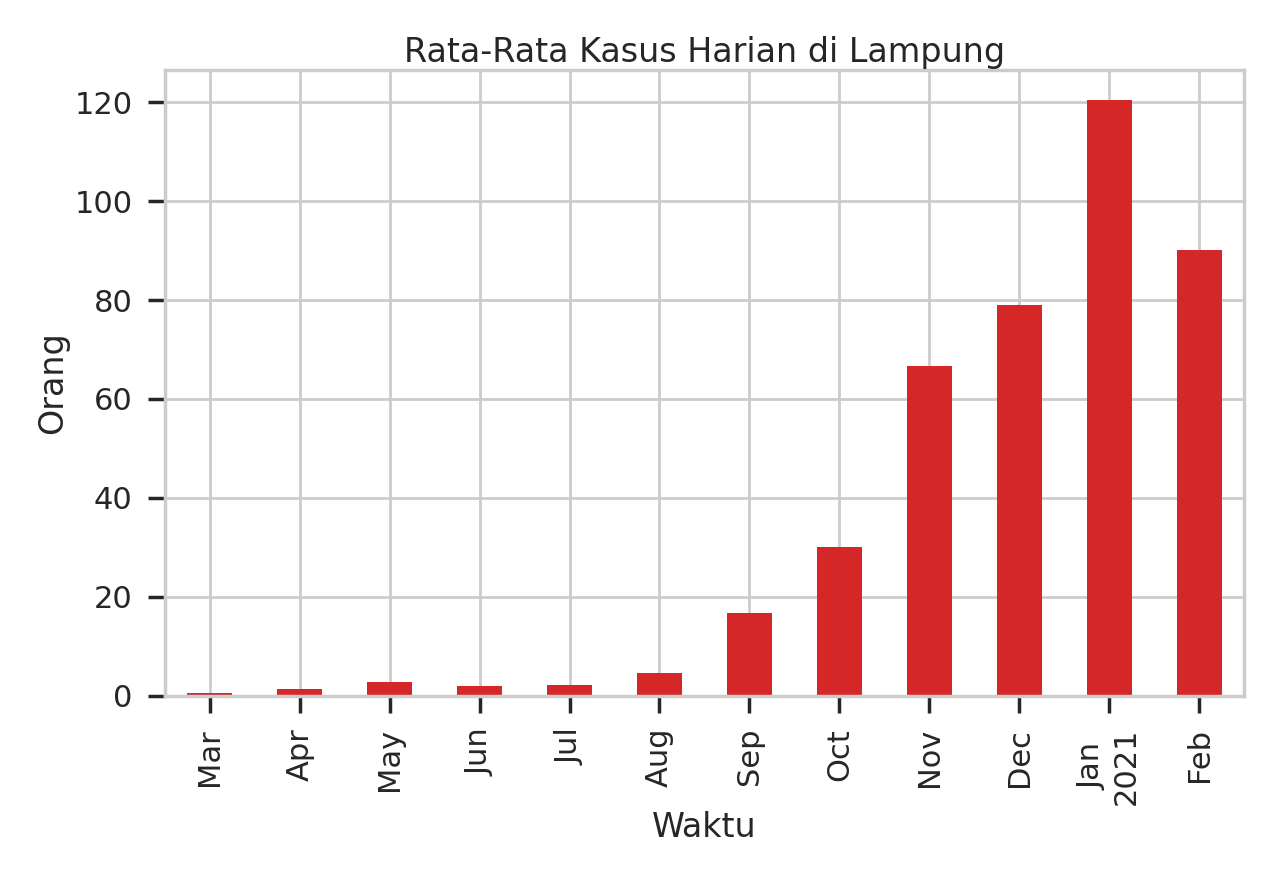 Rata-Rata Kasus Harian di Lampung
120
100
80
60
40
20
0
Orang
Mar
Apr
May
Jun
Jul
Aug
Sep
Oct
Nov
Dec
Jan
2021
Feb
Waktu